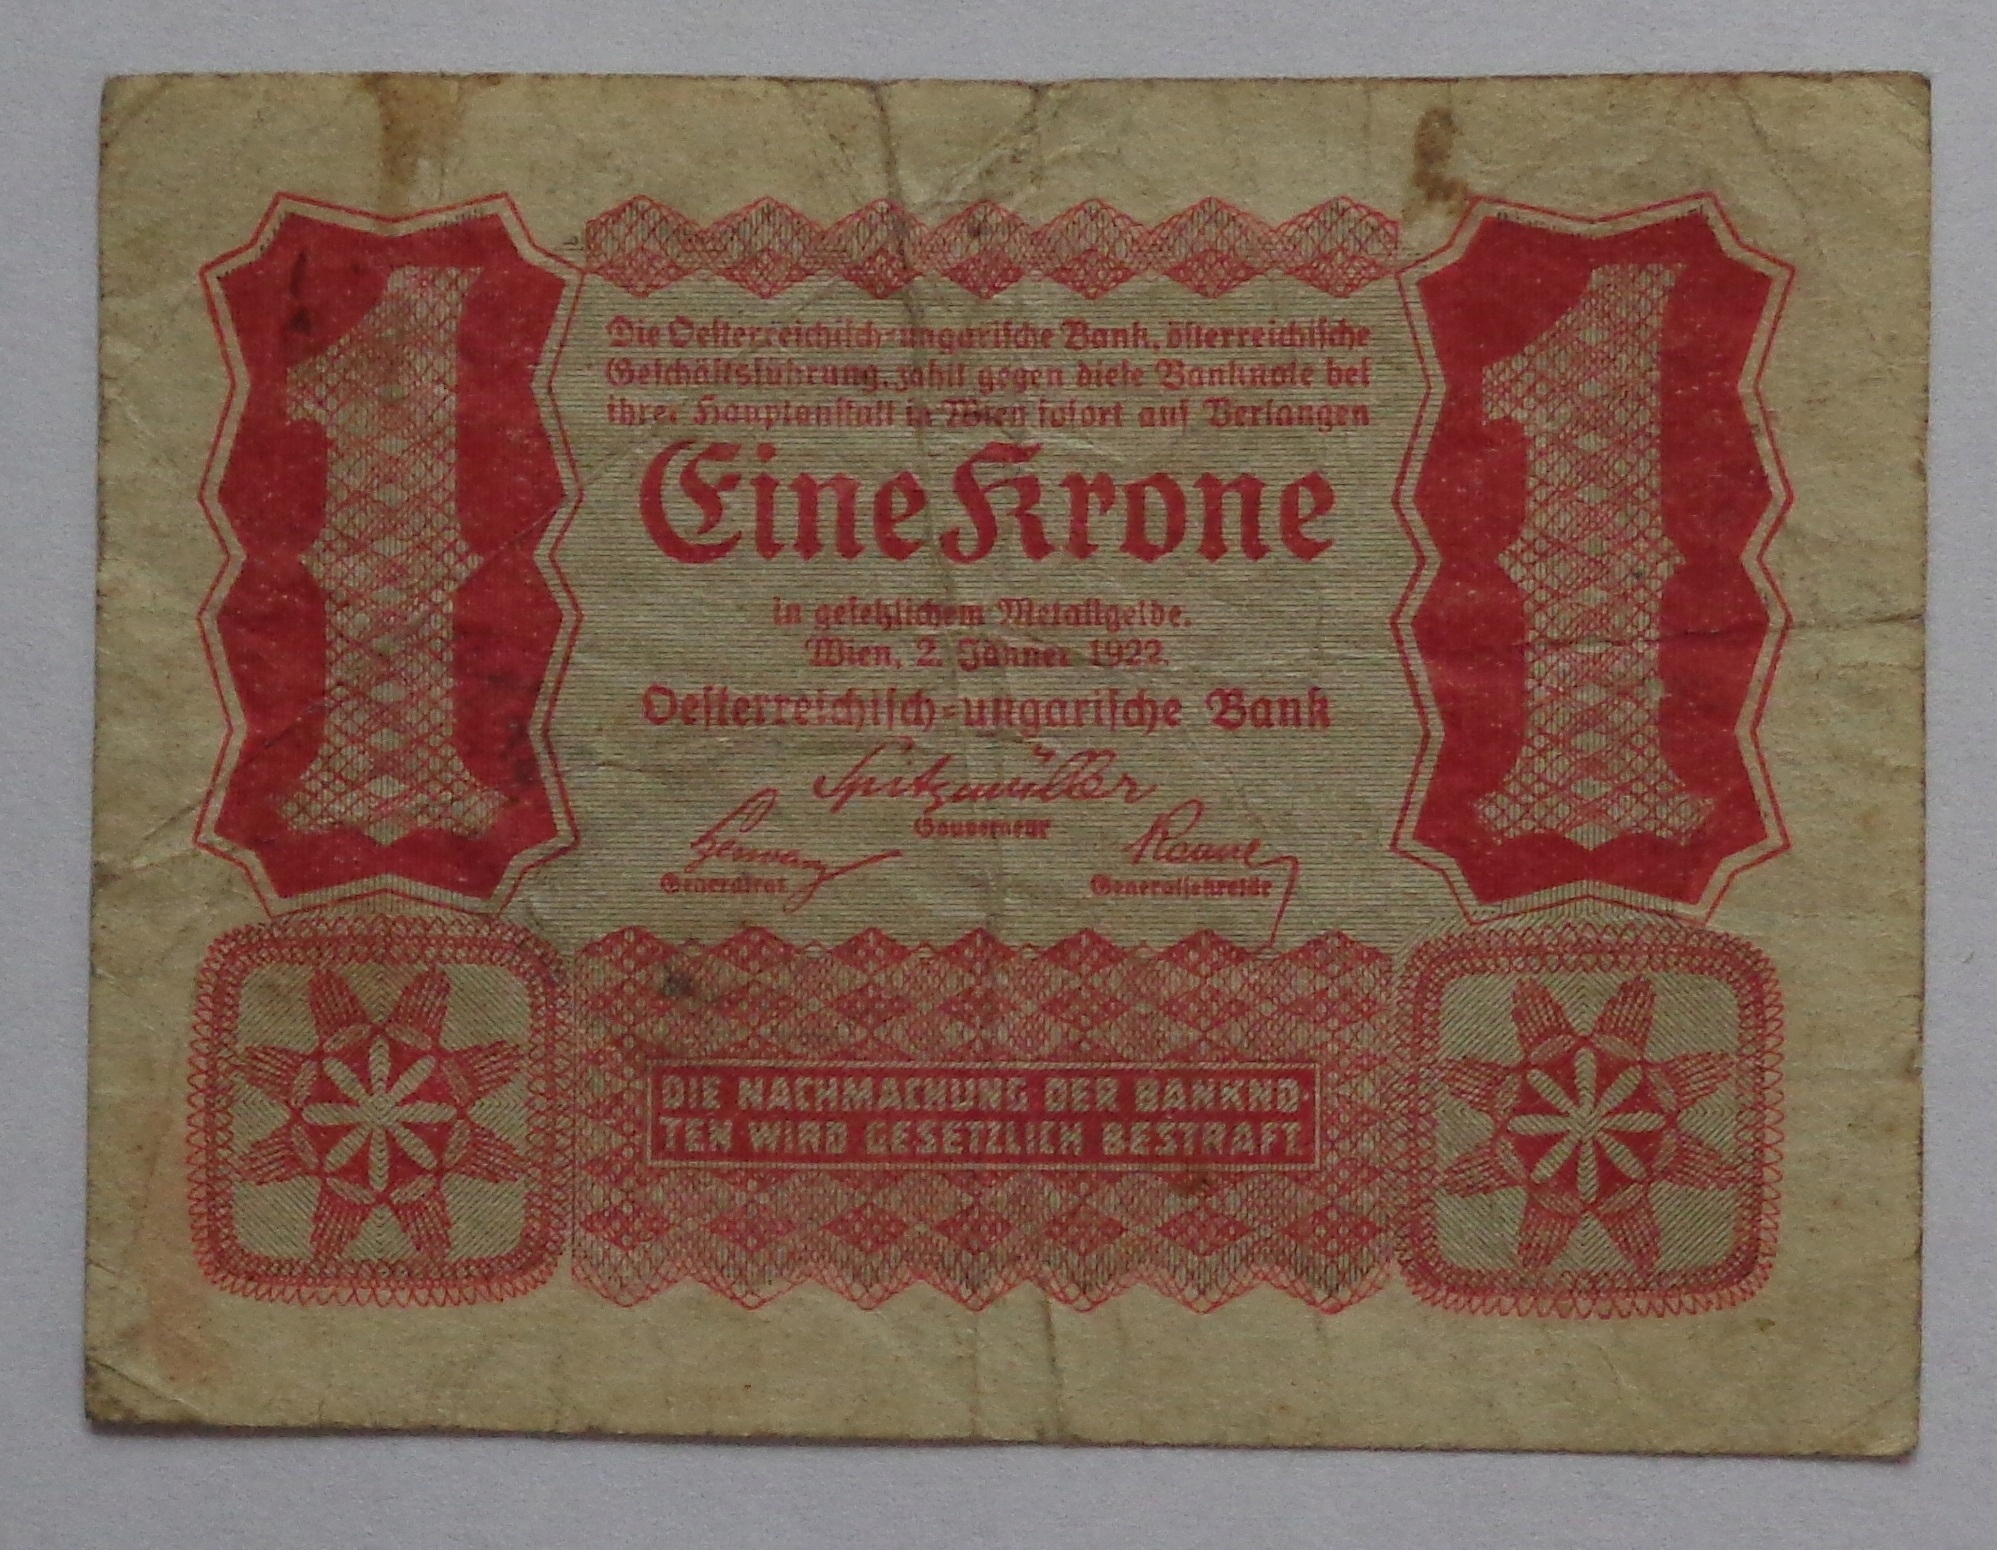 1
1
Die Oesterreichisch-ungarische Bank, österreichische
Geschäftsführung, zahlt gegen diese Banknote bei
ihrer Hauptanstalt in Wien sofort auf Verlangen
Eine Krone
in gesetzlichem Metallgelde.
Wien, 2. Jänner 1922.
Oesterreichisch-ungarische Bank
Spitzmüller
Gouverneur
Generalrat
Generalsekretär
DIE NACHMACHUNG DER BANKNO-
TEN WIRD GESETZLICH BESTRAFT.